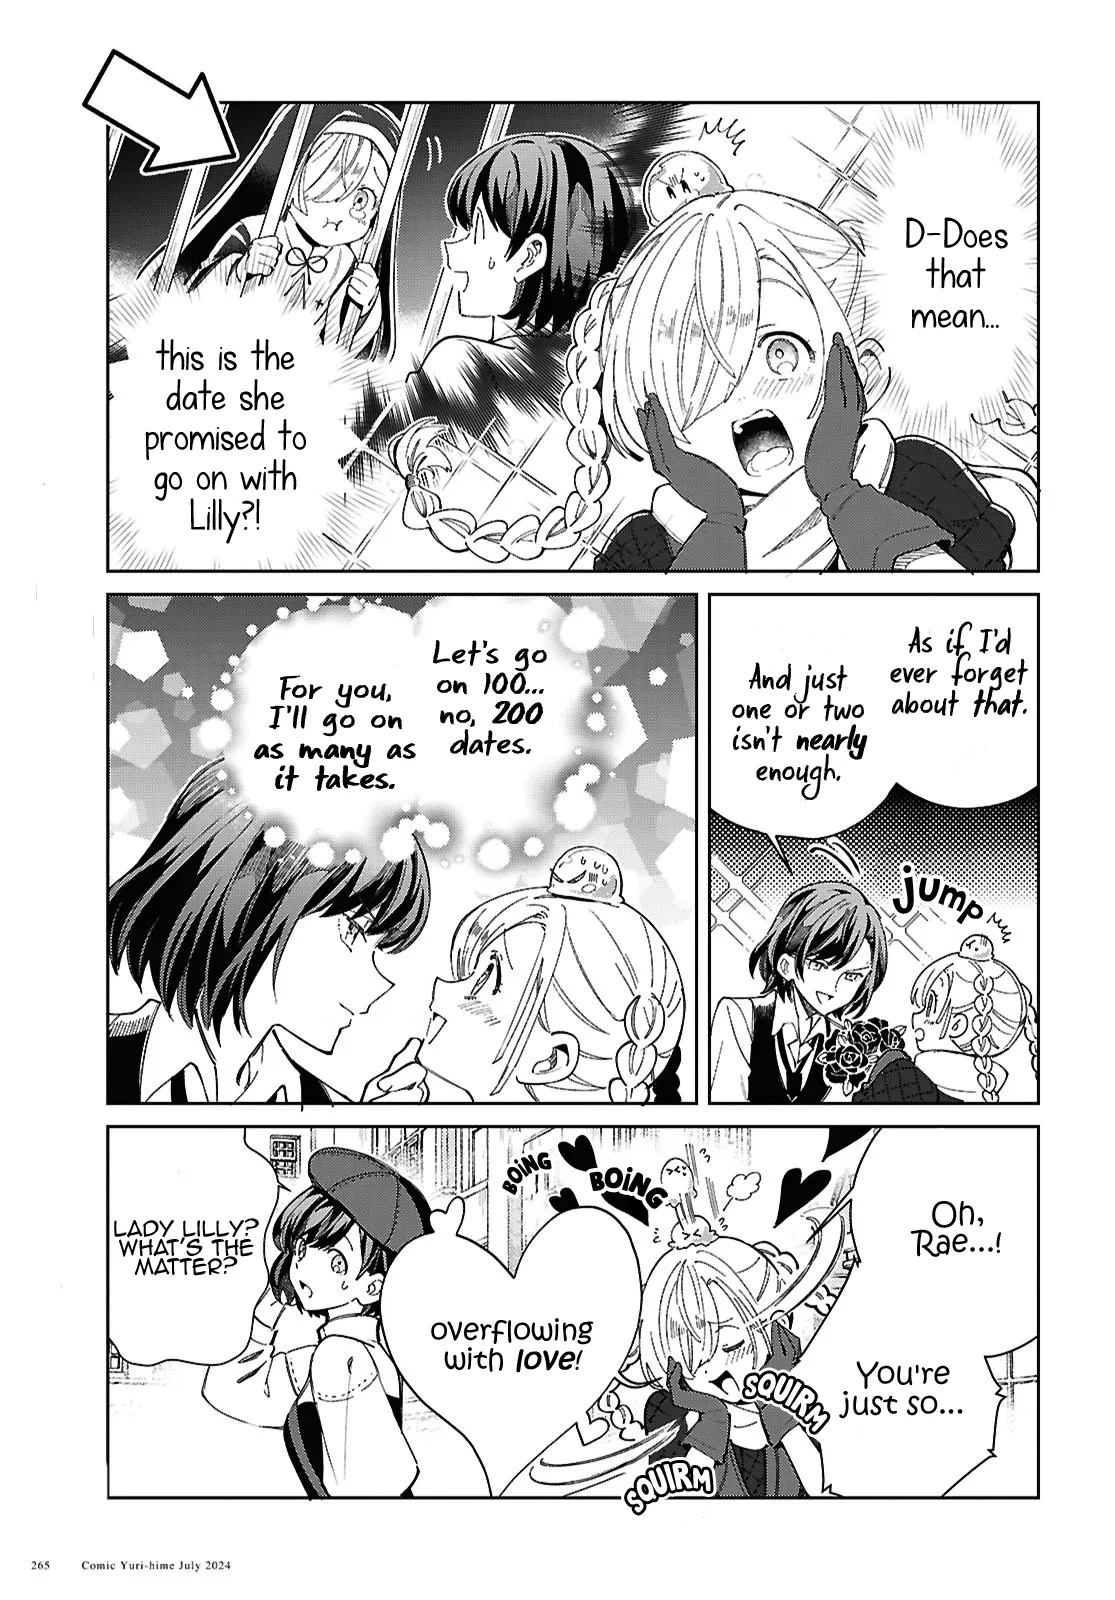 D-Does
that
mean...
this is the
date she
promised to
go on with
Lilly?!
As if I'd
ever forget
about that.
And just
one or two
isn't nearly
enough.
JUMP
Let's go
on 100...
no, 200
dates.
For you,
I'll go on
as many as
it takes.
Oh,
Rae...!
You're
just so...
BOING
BOING
SQUIRM
SQUIRM
overflowing
with love!
LADY LILLY?
WHAT'S THE
MATTER?
265 Comic Yuri-hime July 2024